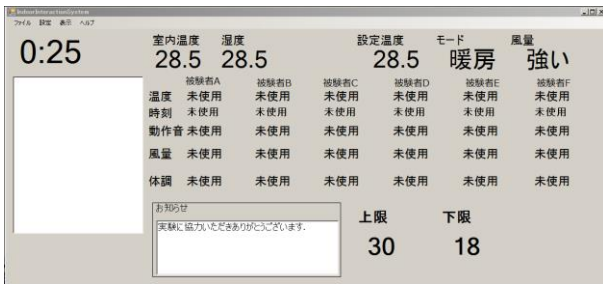 IndoorInteractionSystem
ファイル 設定 表示 ヘルプ
0:25
室内温度 湿度 設定温度 モード 風量
28.5 28.5 28.5 暖房 強い
被験者A 被験者B 被験者C 被験者D 被験者E 被験者F
温度 未使用 未使用 未使用 未使用 未使用 未使用
時刻 未使用 未使用 未使用 未使用 未使用 未使用
動作音 未使用 未使用 未使用 未使用 未使用 未使用
風量 未使用 未使用 未使用 未使用 未使用 未使用
体調 未使用 未使用 未使用 未使用 未使用 未使用
お知らせ
実験に協力いただきありがとうございます.
上限 下限
30 18